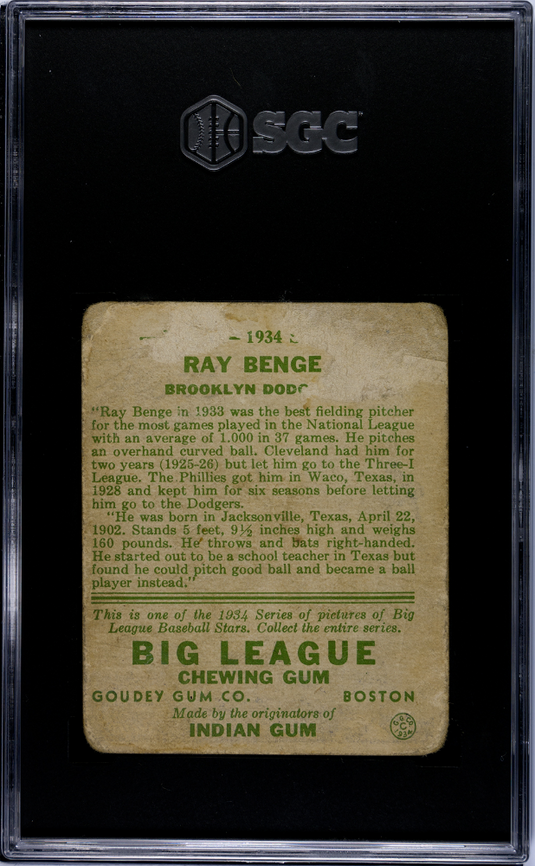 SGC
– 1934
RAY BENGE
BROOKLYN DODG
"Ray Benge in 1933 was the best fielding pitcher
for the most games played in the National League
with an average of 1.000 in 37 games. He pitches
an overhand curved ball. Cleveland had him for
two years (1925-26) but let him go to the Three-I
League. The Phillies got him in Waco, Texas, in
1928 and kept him for six seasons before letting
him go to the Dodgers.
"He was born in Jacksonville, Texas, April 22,
1902. Stands 5 feet, 9½ inches high and weighs
160 pounds. He throws and bats right-handed.
He started out to be a school teacher in Texas but
found he could pitch good ball and became a ball
player instead."
This is one of the 1934 Series of pictures of Big
League Baseball Stars. Collect the entire series.
BIG LEAGUE
CHEWING GUM
GOUDEY GUM CO. BOSTON
Made by the originators of
INDIAN GUM
G.G.CO.
C
1934